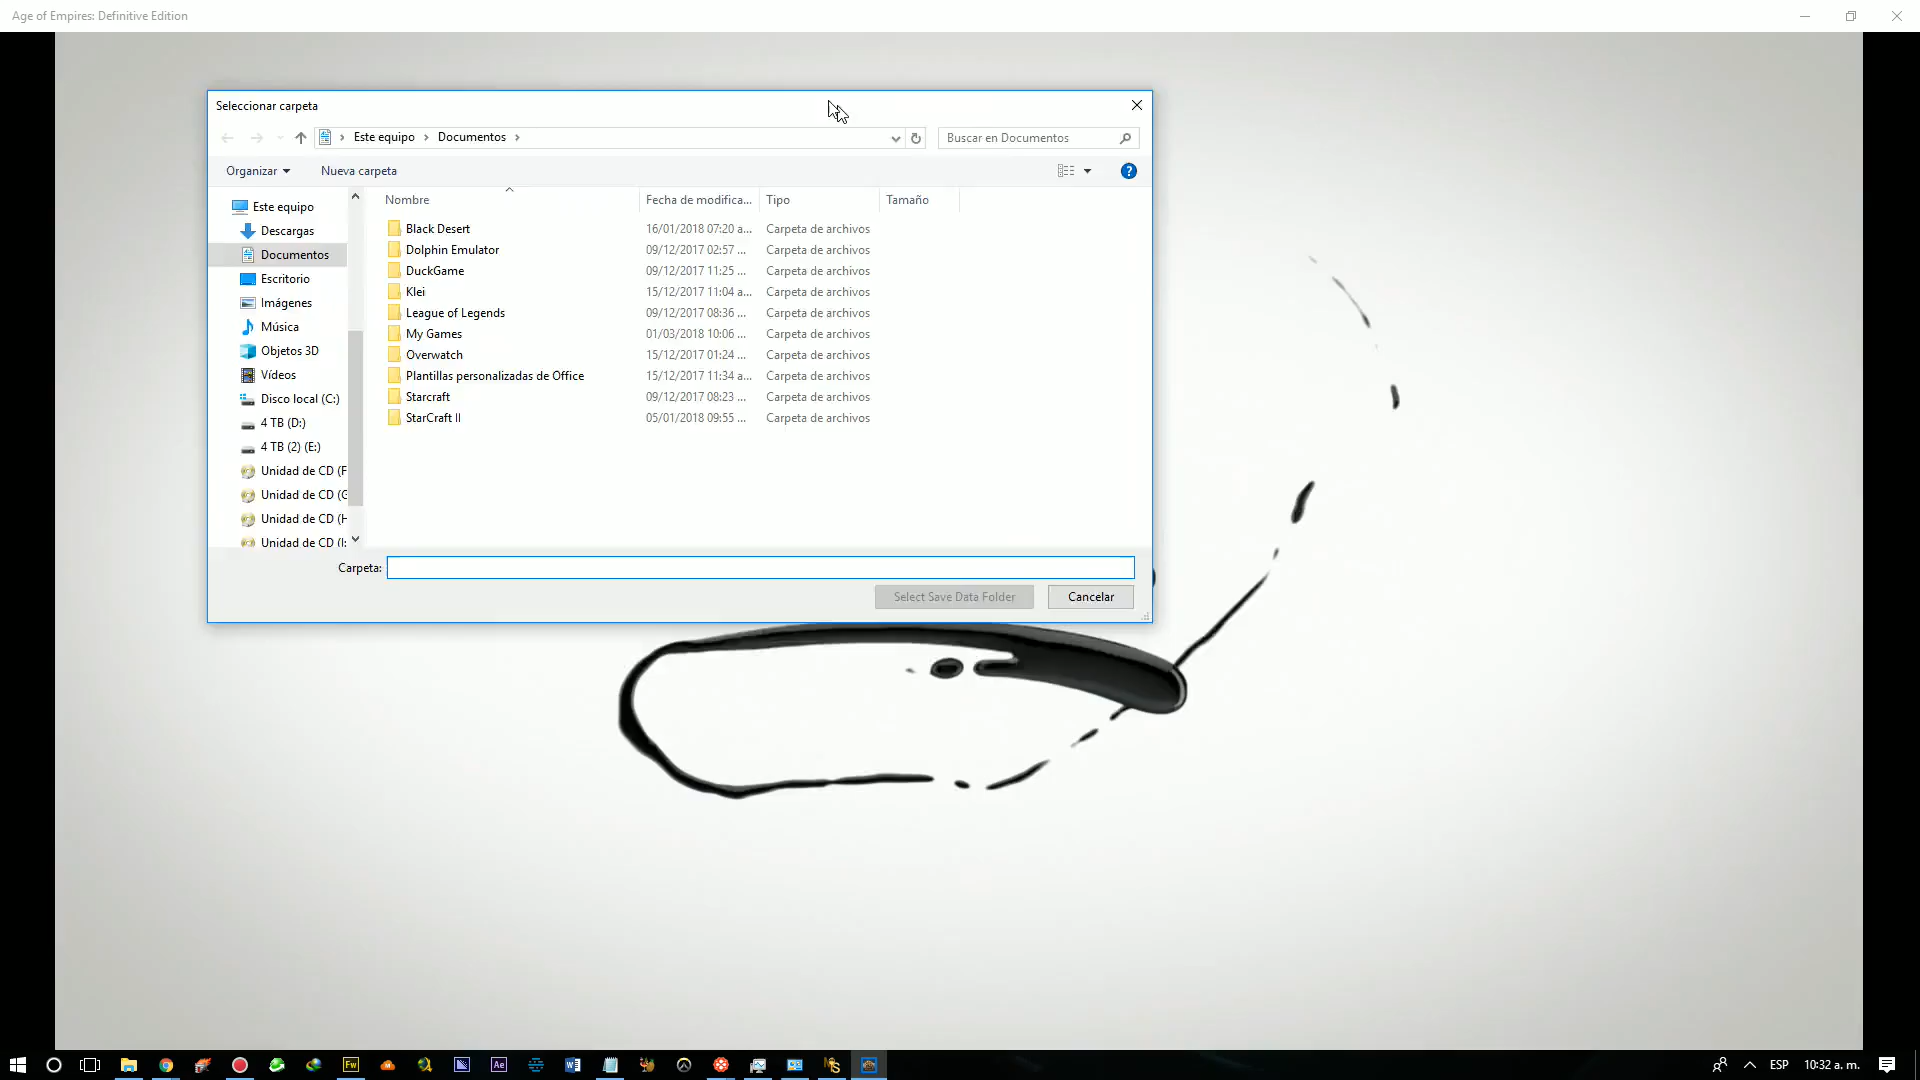 Age of Empires: Definitive Edition
Seleccionar carpeta
Este equipo > Documentos >
Buscar en Documentos
Organizar
Nueva carpeta
?
Nombre
Fecha de modifica...
Tipo
Tamaño
Este equipo
Descargas
Documentos
Escritorio
Imágenes
Música
Objetos 3D
Vídeos
Disco local (C:)
4 TB (D:)
4 TB (2) (E:)
Unidad de CD (F
Unidad de CD (G
Unidad de CD (H
Unidad de CD (I:
Black Desert 16/01/2018 07:20 a... Carpeta de archivos
Dolphin Emulator 09/12/2017 02:57 ... Carpeta de archivos
DuckGame 09/12/2017 11:25 ... Carpeta de archivos
Klei 15/12/2017 11:04 a... Carpeta de archivos
League of Legends 09/12/2017 08:36 ... Carpeta de archivos
My Games 01/03/2018 10:06 ... Carpeta de archivos
Overwatch 15/12/2017 01:24 ... Carpeta de archivos
Plantillas personalizadas de Office 15/12/2017 11:34 a... Carpeta de archivos
Starcraft 09/12/2017 08:23 ... Carpeta de archivos
StarCraft II 05/01/2018 09:55 ... Carpeta de archivos
Carpeta:
Select Save Data Folder
Cancelar
Fw
Ae
ESP
10:32 a. m.